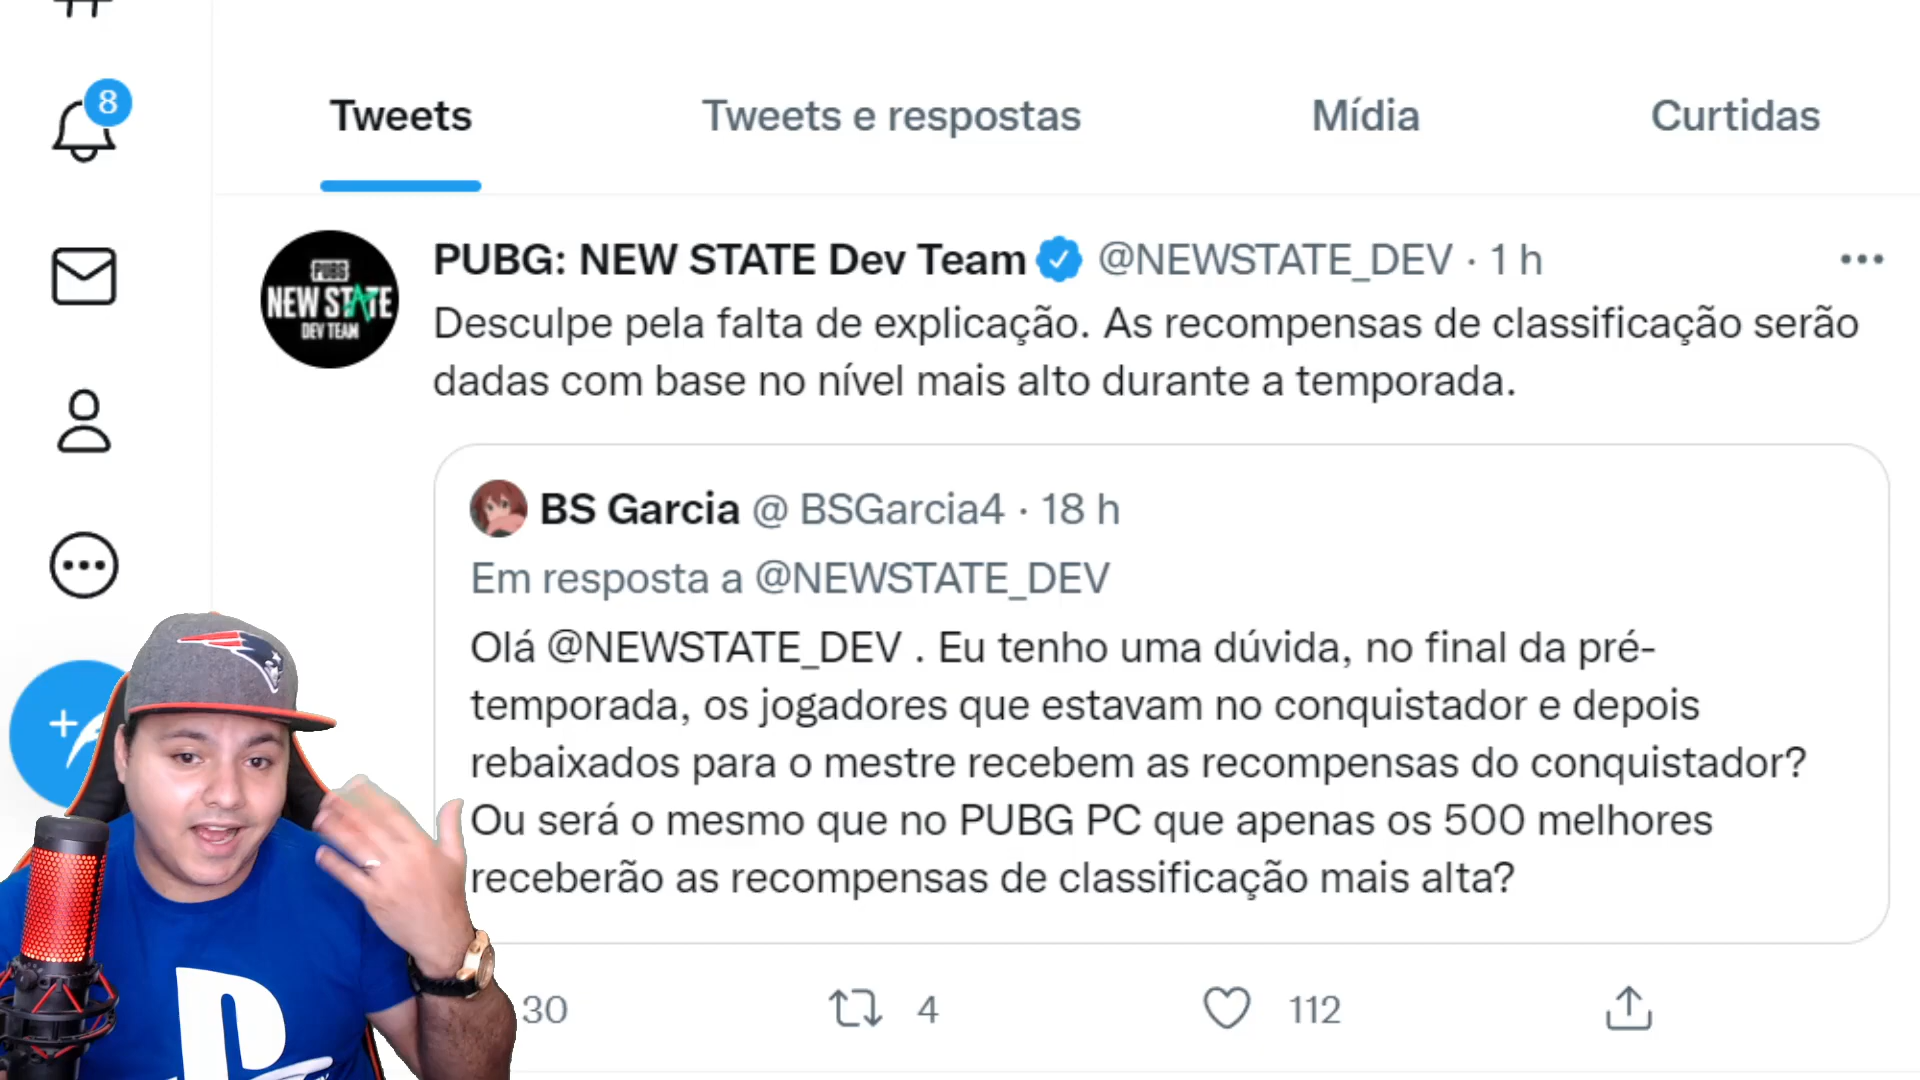 8
Tweets
Tweets e respostas
Mídia
Curtidas
PUBG
NEW STATE
DEV TEAM
PUBG: NEW STATE Dev Team @NEWSTATE_DEV · 1 h
Desculpe pela falta de explicação. As recompensas de classificação serão
dadas com base no nível mais alto durante a temporada.
BS Garcia @ BSGarcia4 · 18 h
Em resposta a @NEWSTATE_DEV
Olá @NEWSTATE_DEV . Eu tenho uma dúvida, no final da pré-
temporada, os jogadores que estavam no conquistador e depois
rebaixados para o mestre recebem as recompensas do conquistador?
Ou será o mesmo que no PUBG PC que apenas os 500 melhores
receberão as recompensas de classificação mais alta?
30
4
112